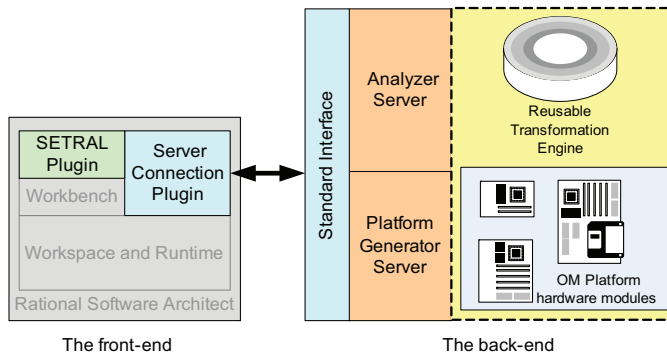 SETRAL
Plugin
Server
Connection
Plugin
Workbench
Workspace and Runtime
Rational Software Architect
The front-end
Standard Interface
Analyzer
Server
Platform
Generator
Server
Reusable
Transformation
Engine
OM Platform
hardware modules
The back-end